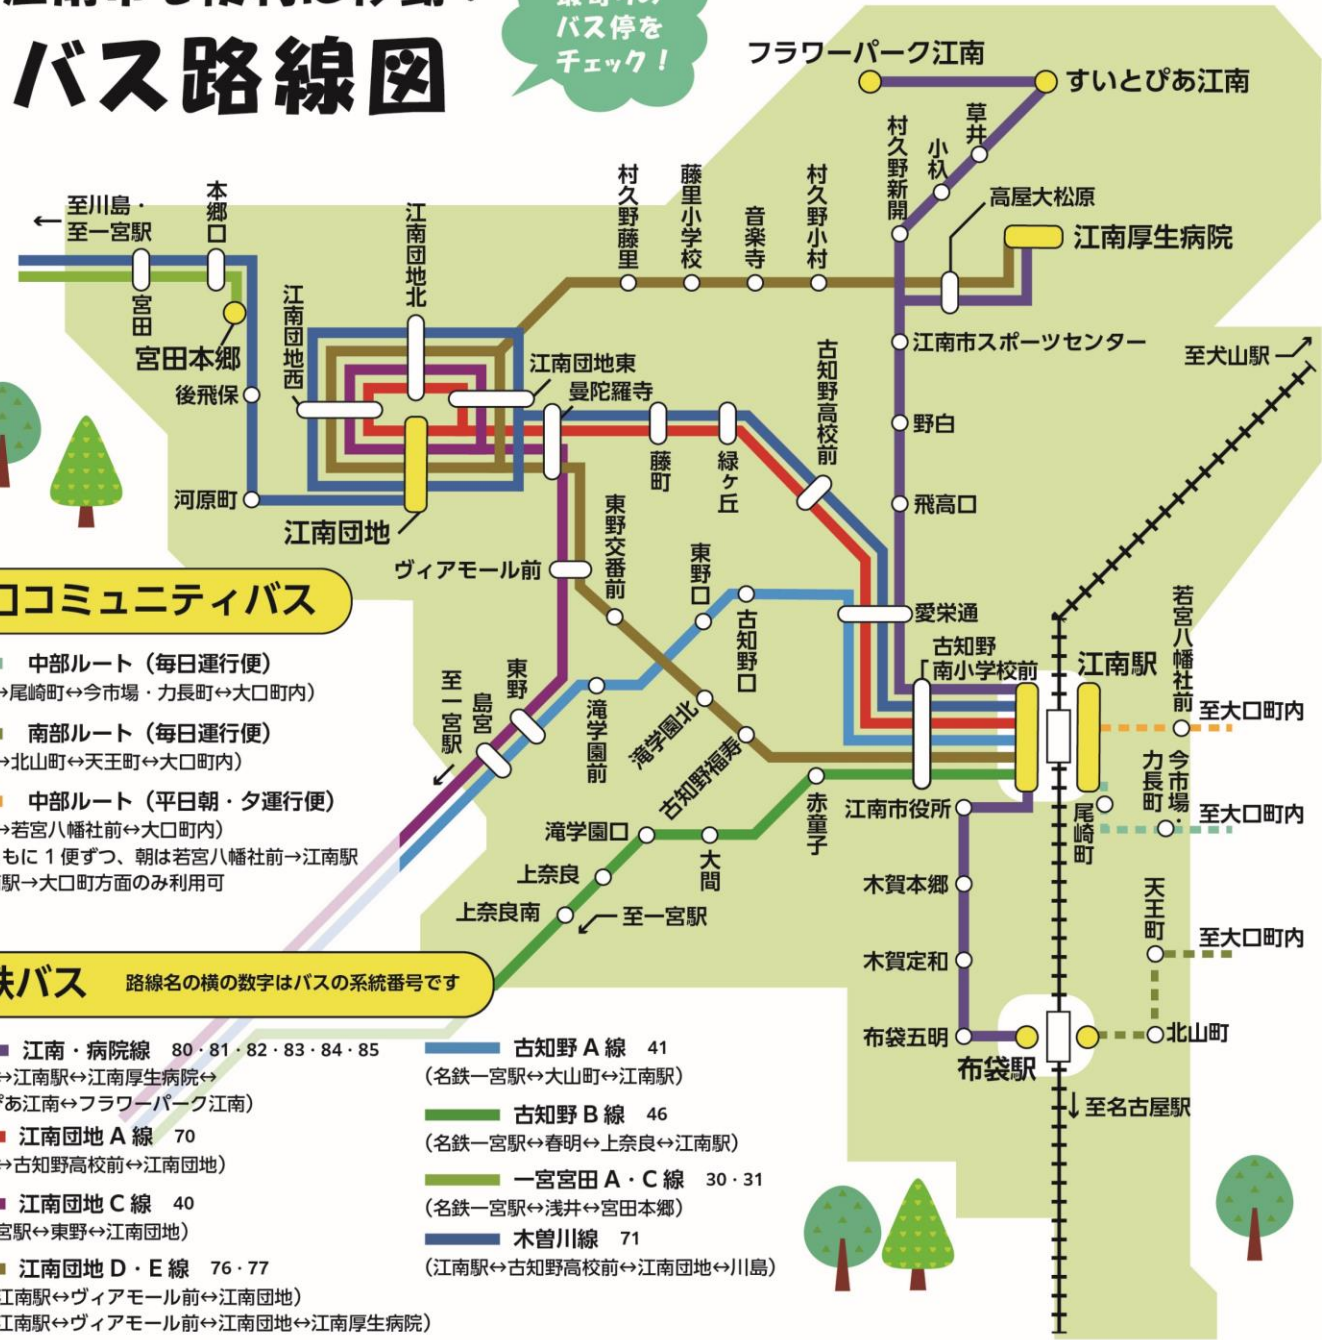 バス路線図
バス停を
チェック！
フラワーパーク江南
すいとぴあ江南
草井
小杁
村久野新開
高屋大松原
江南厚生病院
村久野藤里
藤里小学校
音楽寺
村久野小村
←至川島・
至一宮駅
本郷口
宮田
宮田本郷
江南団地北
江南団地西
江南団地東
曼陀羅寺
後飛保
河原町
江南団地
藤町
緑ヶ丘
古知野高校前
江南市スポーツセンター
野白
飛高口
至犬山駅
ヴィアモール前
東野交番前
東野口
古知野口
愛栄通
古知野
南小学校前
江南駅
若宮八幡社前
至大口町内
今市場・
力長町
至大口町内
尾崎町
至一宮駅
島宮
東野
滝学園前
滝学園北
古知野福寿
赤童子
江南市役所
滝学園口
大間
上奈良
上奈良南
至一宮駅
木賀本郷
木賀定和
布袋五明
布袋駅
天王町
至大口町内
北山町
↓至名古屋駅
口コミュニティバス
中部ルート（毎日運行便）
↔尾崎町↔今市場・力長町↔大口町内）
南部ルート（毎日運行便）
↔北山町↔天王町↔大口町内）
中部ルート（平日朝・夕運行便）
↔若宮八幡社前↔大口町内）
もに1便ずつ、朝は若宮八幡社前→江南駅
駅→大口町方面のみ利用可
バス 路線名の横の数字はバスの系統番号です
江南・病院線 80・81・82・83・84・85
↔江南駅↔江南厚生病院↔
あ江南↔フラワーパーク江南）
江南団地A線 70
↔古知野高校前↔江南団地）
江南団地C線 40
宮駅↔東野↔江南団地）
江南団地D・E線 76・77
江南駅↔ヴィアモール前↔江南団地）
江南駅↔ヴィアモール前↔江南団地↔江南厚生病院）
古知野A線 41
（名鉄一宮駅↔大山町↔江南駅）
古知野B線 46
（名鉄一宮駅↔春明↔上奈良↔江南駅）
一宮宮田A・C線 30・31
（名鉄一宮駅↔浅井↔宮田本郷）
木曽川線 71
（江南駅↔古知野高校前↔江南団地↔川島）